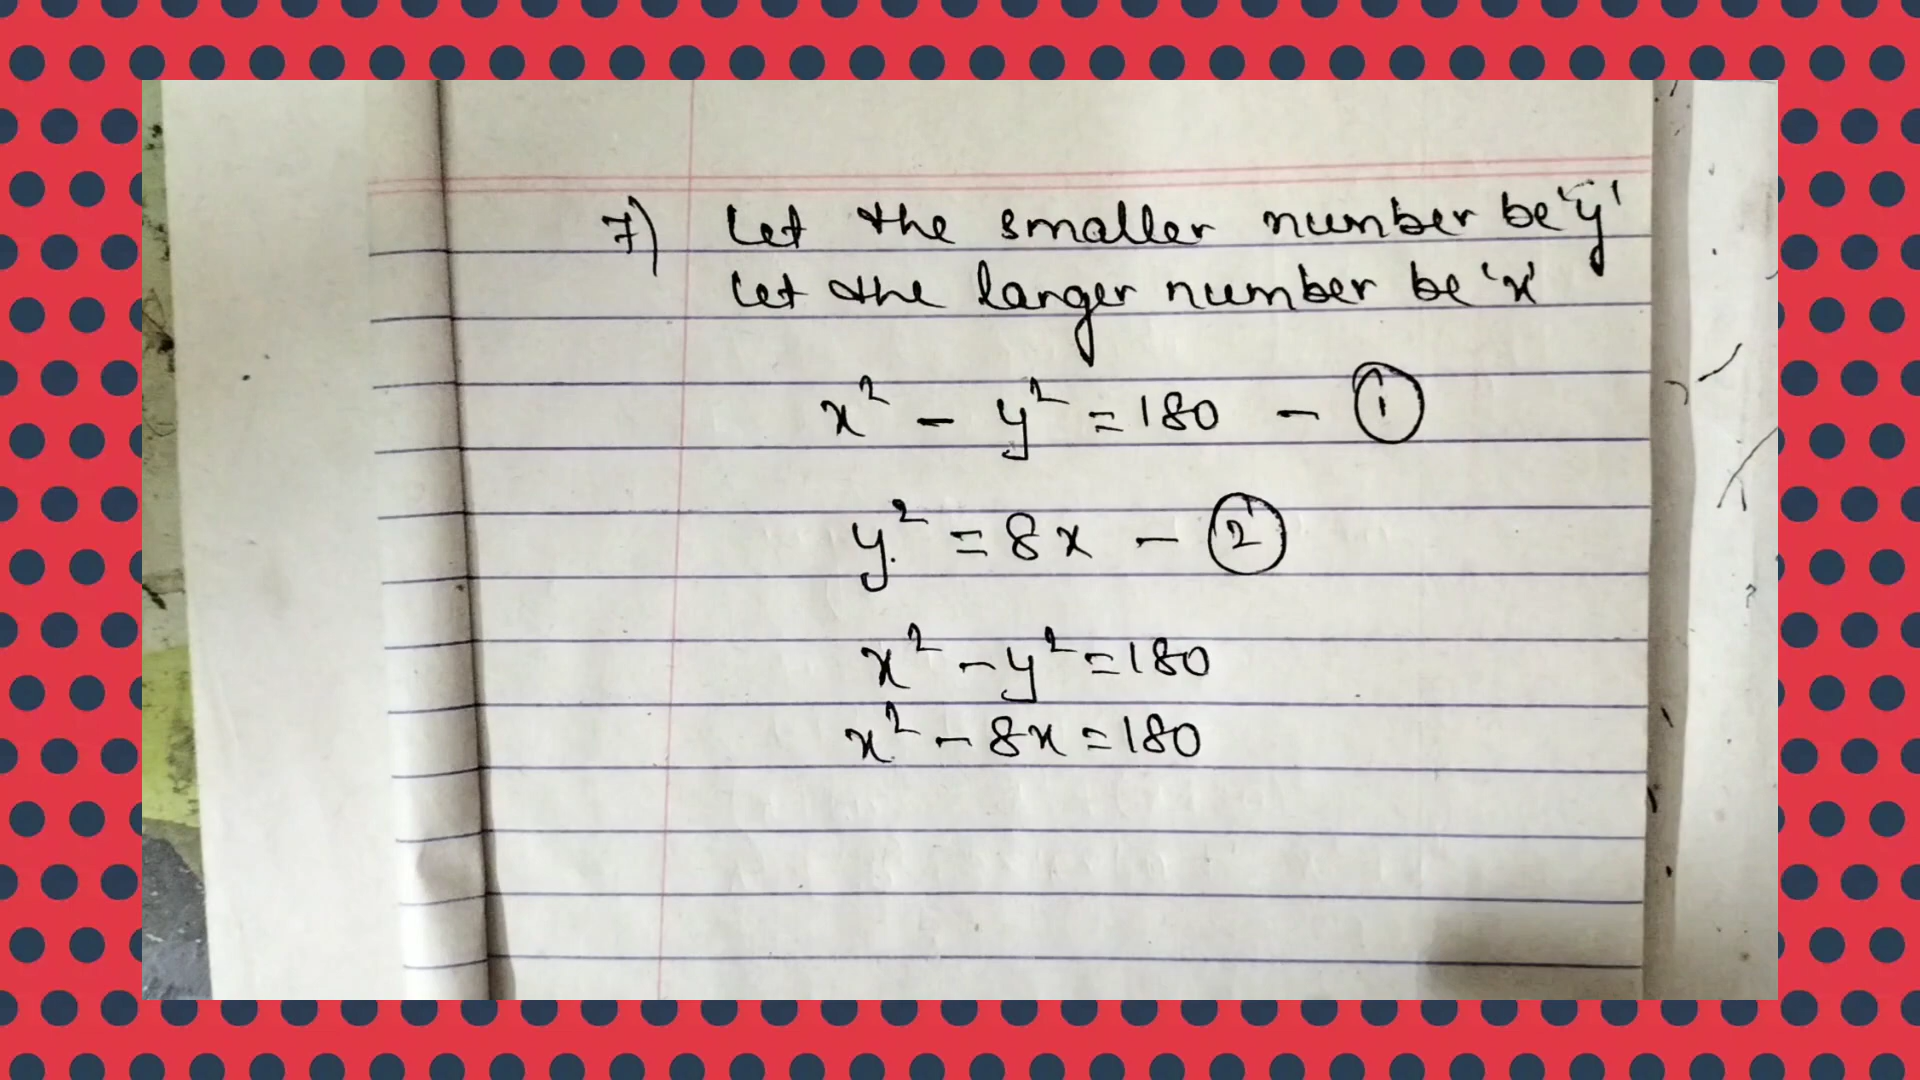 7) Let the smaller number be 'y'
Let the larger number be 'x'
x² - y² = 180 - ①
y² = 8x - ②
x² - y² = 180
x² - 8x = 180